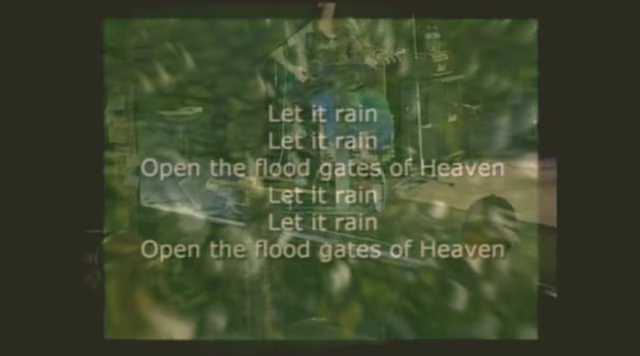 Let it rain
Let it rain
Open the flood gates of Heaven
Let it rain
Let it rain
Open the flood gates of Heaven